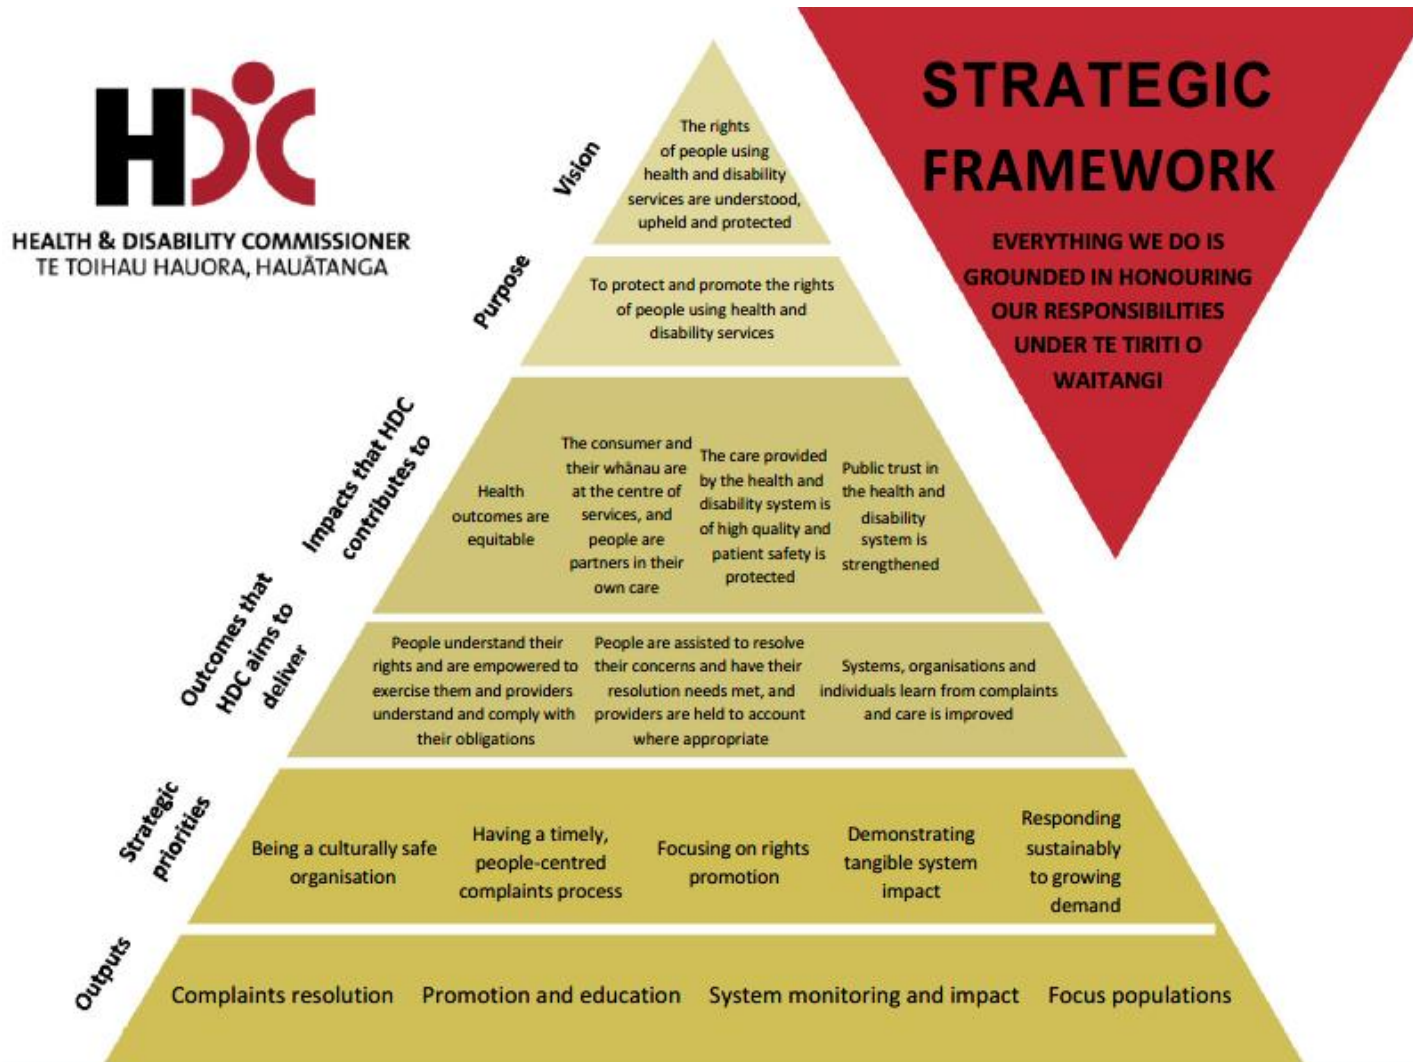 HDC
HEALTH & DISABILITY COMMISSIONER
TE TOIHAU HAUORA, HAUĀTANGA
STRATEGIC
FRAMEWORK
EVERYTHING WE DO IS
GROUNDED IN HONOURING
OUR RESPONSIBILITIES
UNDER TE TIRITI O
WAITANGI
Vision
The rights
of people using
health and disability
services are understood,
upheld and protected
Purpose
To protect and promote the rights
of people using health and
disability services
Impacts that HDC
contributes to
Health
outcomes are
equitable
The consumer and
their whānau are
at the centre of
services, and
people are
partners in their
own care
The care provided
by the health and
disability system is
of high quality and
patient safety is
protected
Public trust in
the health and
disability
system is
strengthened
Outcomes that
HDC aims to
deliver
People understand their
rights and are empowered to
exercise them and providers
understand and comply with
their obligations
People are assisted to resolve
their concerns and have their
resolution needs met, and
providers are held to account
where appropriate
Systems, organisations and
individuals learn from complaints
and care is improved
Strategic
priorities
Being a culturally safe
organisation
Having a timely,
people-centred
complaints process
Focusing on rights
promotion
Demonstrating
tangible system
impact
Responding
sustainably
to growing
demand
Outputs
Complaints resolution
Promotion and education
System monitoring and impact
Focus populations